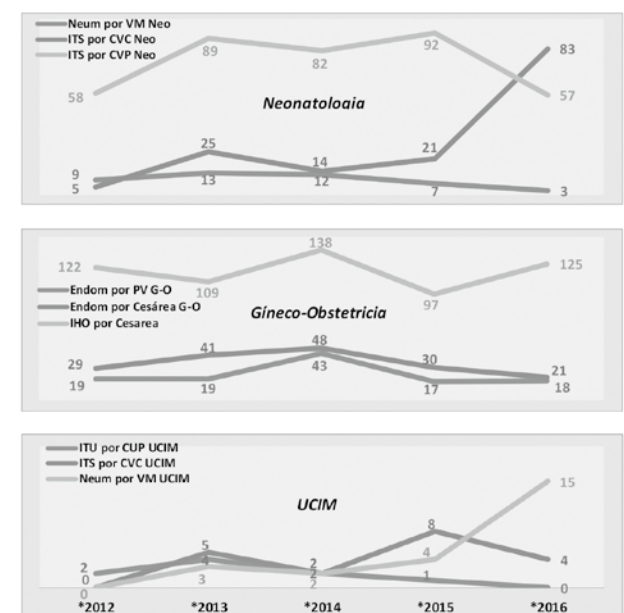 Neum por VM Neo
ITS por CVC Neo
ITS por CVP Neo
58 89 82 92 83
57
Neonatologia
25 14 21
9 13 12 7 3
5
122 109 138 97 125
Endom por PV G-O
Endom por Cesárea G-O
IHO por Cesarea
Gíneco-Obstetricia
29 41 48 30 21
19 19 43 17 18
ITU por CUP UCIM
ITS por CVC UCIM
Neum por VM UCIM
UCIM
15
2 5 2 8 4
0 4 2 4
0 3 2 1 0
*2012 *2013 *2014 *2015 *2016